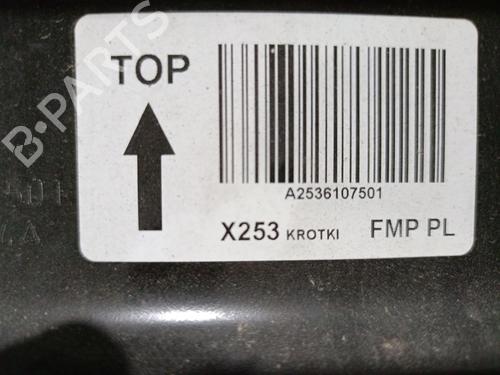 TOP
A2536107501
X253 KROTKI FMP PL
B-PARTS